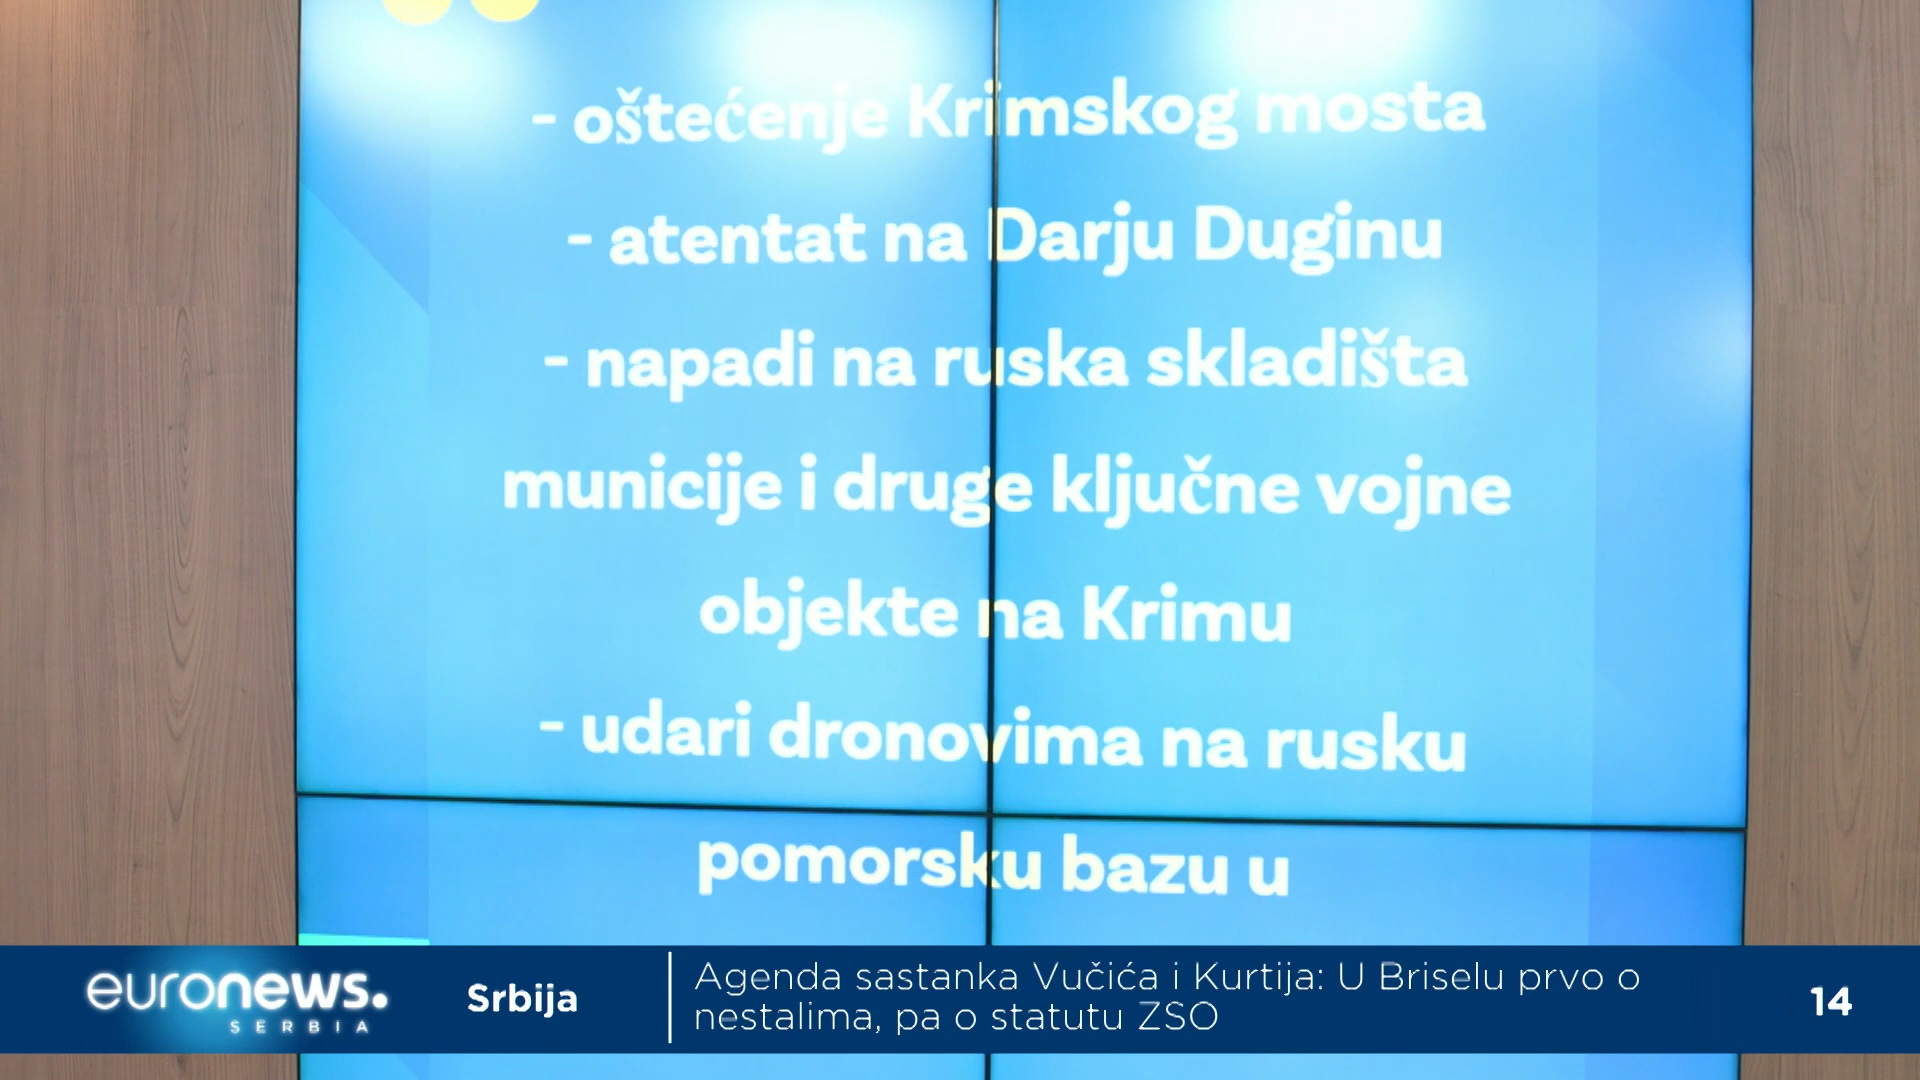 - oštećenje Krimskog mosta
- atentat na Darju Duginu
- napadi na ruska skladišta
municije i druge ključne vojne
objekte na Krimu
- udari dronovima na rusku
pomorsku bazu u
euronews.
SERBIA
Srbija
Agenda sastanka Vučića i Kurtija: U Briselu prvo o
nestalima, pa o statutu ZSO
14